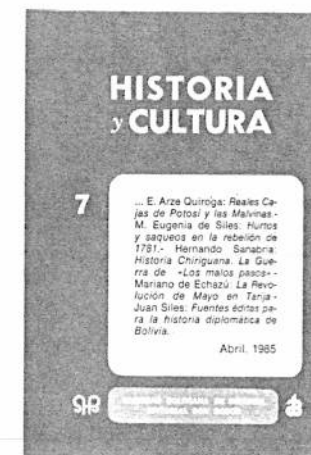 HISTORIA
y CULTURA
7
... E. Arze Quiroga: Reales Ca-
jas de Potosí y las Malvinas.-
M. Eugenia de Siles: Hurtos
y saqueos en la rebelión de
1781.- Hernando Sanabria:
Historia Chiriguana. La Gue-
rra de «Los malos pasos» -
Mariano de Echazú: La Revo-
lución de Mayo en Tarija -
Juan Siles: Fuentes éditas pa-
ra la historia diplomática de
Bolivia.
Abril. 1985